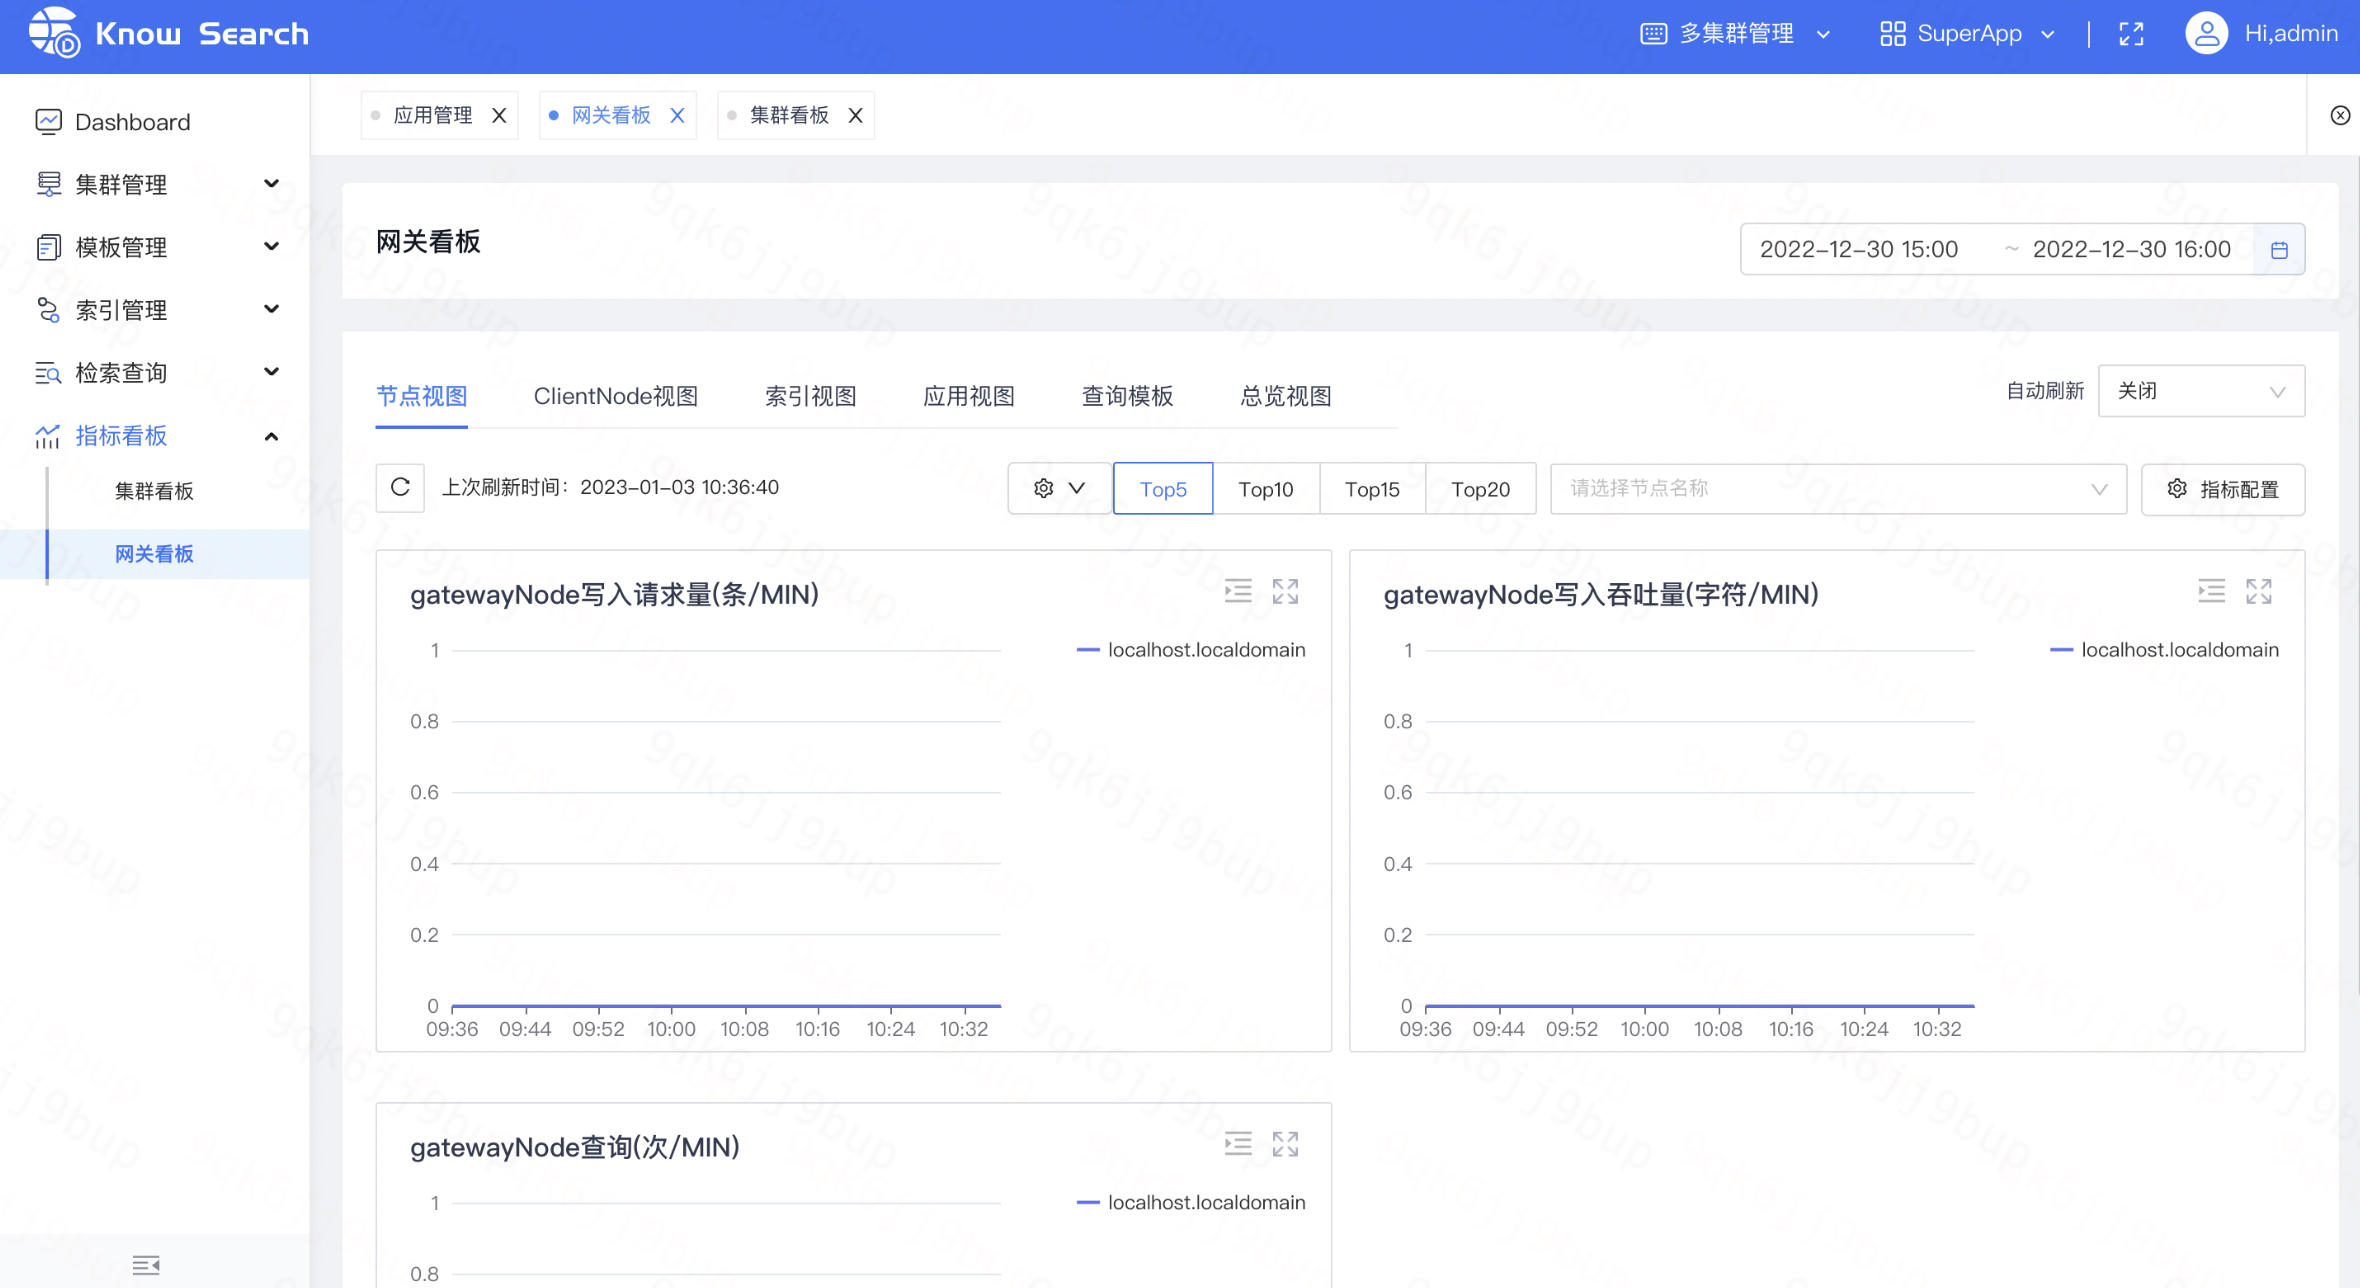 Know Search
多集群管理
SuperApp
Hi,admin
Dashboard
集群管理
模板管理
索引管理
检索查询
指标看板
集群看板
网关看板
应用管理
网关看板
集群看板
网关看板
2022-12-30 15:00 ~ 2022-12-30 16:00
节点视图
ClientNode视图
索引视图
应用视图
查询模板
总览视图
自动刷新
关闭
上次刷新时间：2023-01-03 10:36:40
Top5
Top10
Top15
Top20
请选择节点名称
指标配置
gatewayNode写入请求量(条/MIN)
localhost.localdomain
1
0.8
0.6
0.4
0.2
0
09:36 09:44 09:52 10:00 10:08 10:16 10:24 10:32
gatewayNode写入吞吐量(字符/MIN)
localhost.localdomain
1
0.8
0.6
0.4
0.2
0
09:36 09:44 09:52 10:00 10:08 10:16 10:24 10:32
gatewayNode查询(次/MIN)
localhost.localdomain
1
0.8
9qk6jj9bup